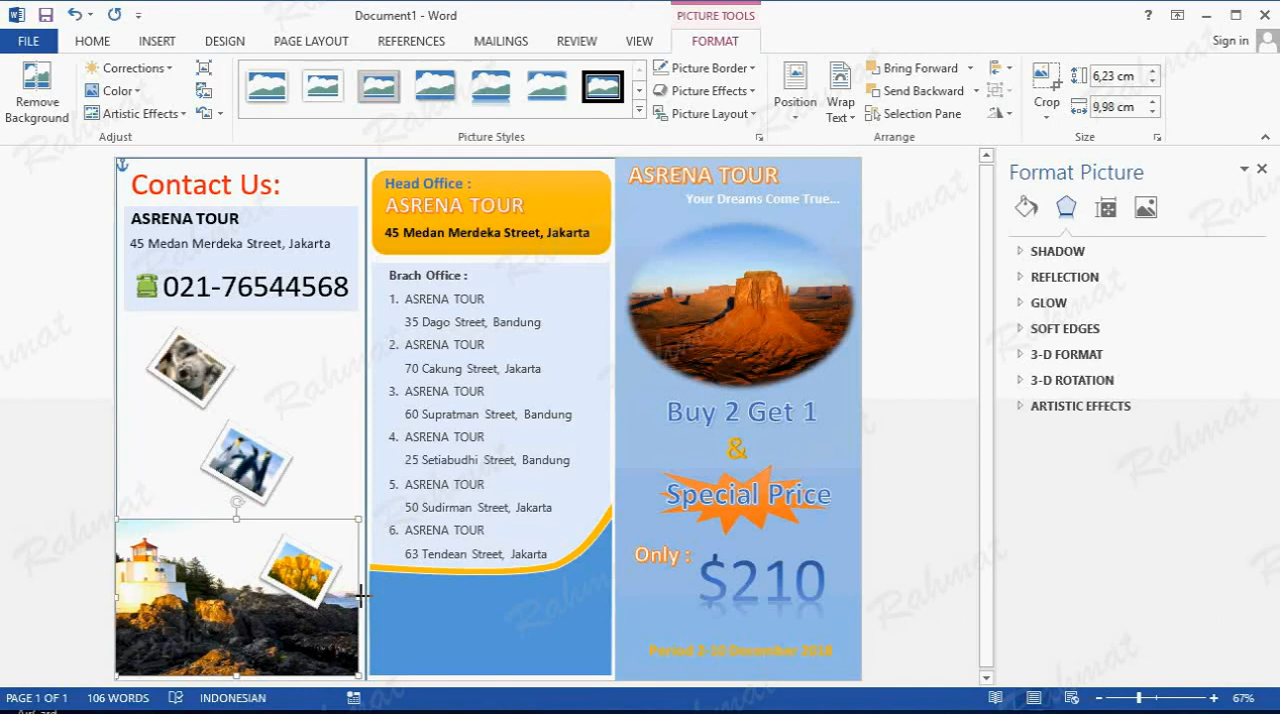 Document1 - Word
PICTURE TOOLS
FILE
HOME
INSERT
DESIGN
PAGE LAYOUT
REFERENCES
MAILINGS
REVIEW
VIEW
FORMAT
Sign in
Remove Background
Corrections
Color
Artistic Effects
Adjust
Picture Styles
Picture Border
Picture Effects
Picture Layout
Position
Wrap Text
Bring Forward
Send Backward
Selection Pane
Arrange
Crop
6,23 cm
9,98 cm
Size
Contact Us:
ASRENA TOUR
45 Medan Merdeka Street, Jakarta
021-76544568
Head Office :
ASRENA TOUR
45 Medan Merdeka Street, Jakarta
Brach Office :
1. ASRENA TOUR
35 Dago Street, Bandung
2. ASRENA TOUR
70 Cakung Street, Jakarta
3. ASRENA TOUR
60 Supratman Street, Bandung
4. ASRENA TOUR
25 Setiabudhi Street, Bandung
5. ASRENA TOUR
50 Sudirman Street, Jakarta
6. ASRENA TOUR
63 Tendean Street, Jakarta
ASRENA TOUR
Your Dreams Come True...
Buy 2 Get 1
&
Special Price
Only :
$210
Format Picture
SHADOW
REFLECTION
GLOW
SOFT EDGES
3-D FORMAT
3-D ROTATION
ARTISTIC EFFECTS
PAGE 1 OF 1
106 WORDS
INDONESIAN
67%
Rahmat